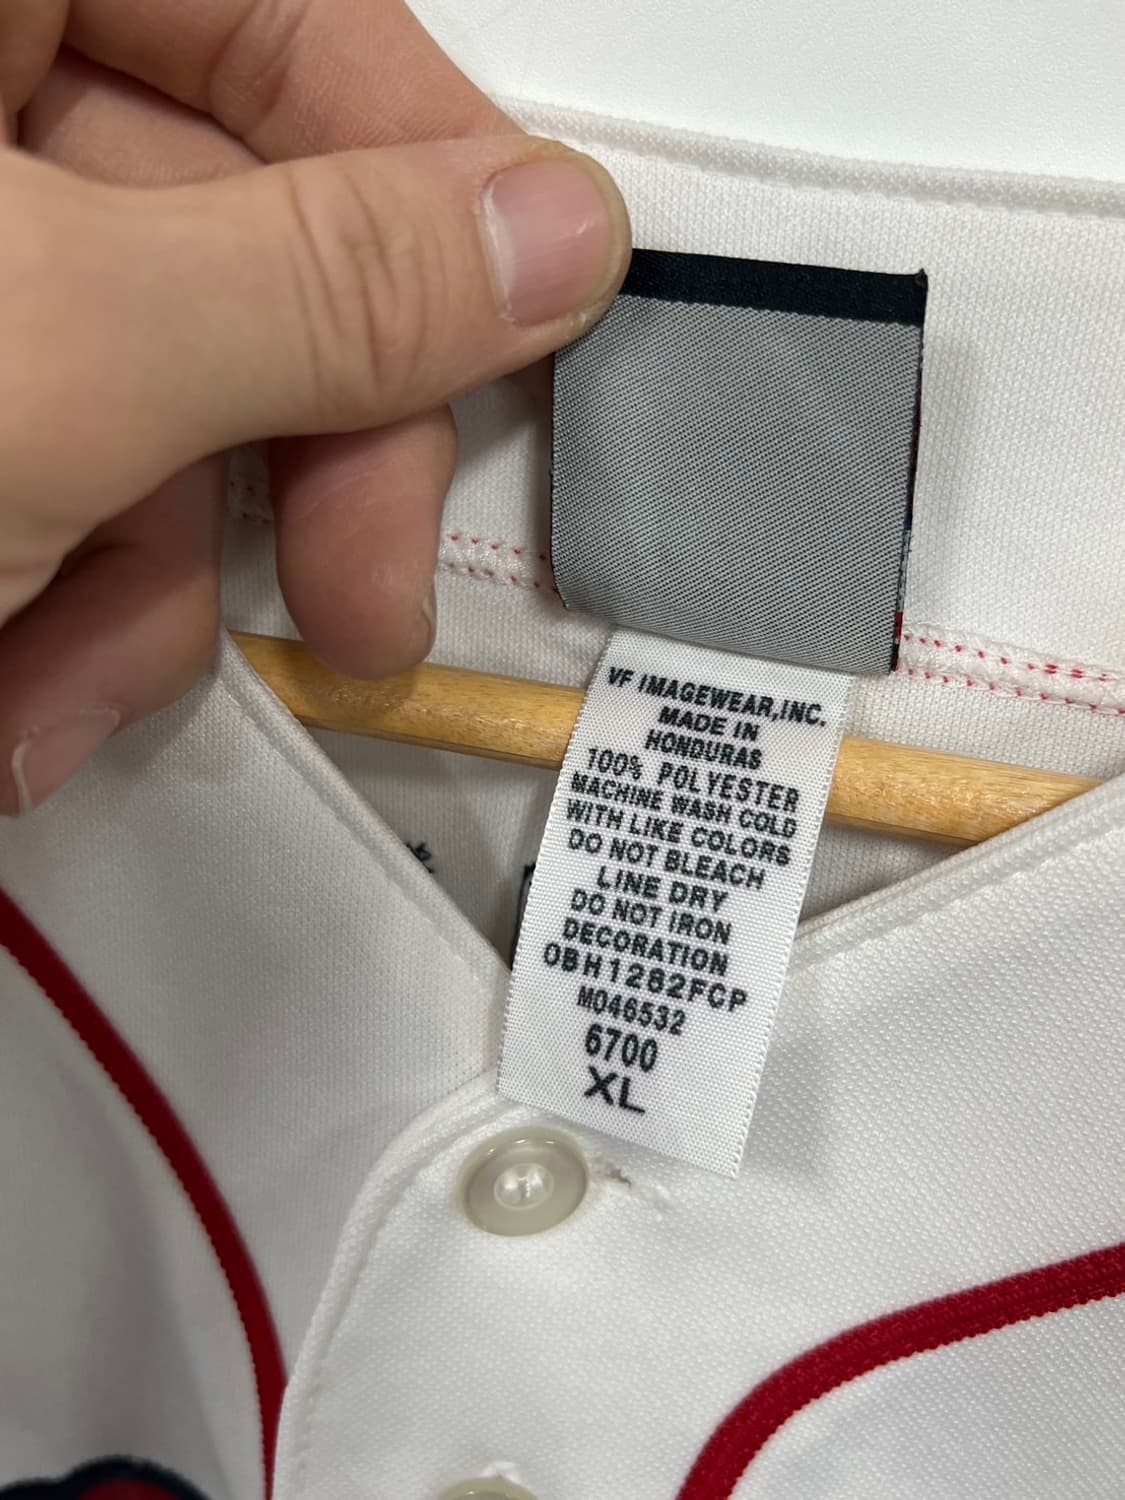 VF IMAGEWEAR,INC.
MADE IN
HONDURAS
100% POLYESTER
MACHINE WASH COLD
WITH LIKE COLORS
DO NOT BLEACH
LINE DRY
DO NOT IRON
DECORATION
0BH1282FCP
M046532
6700
XL